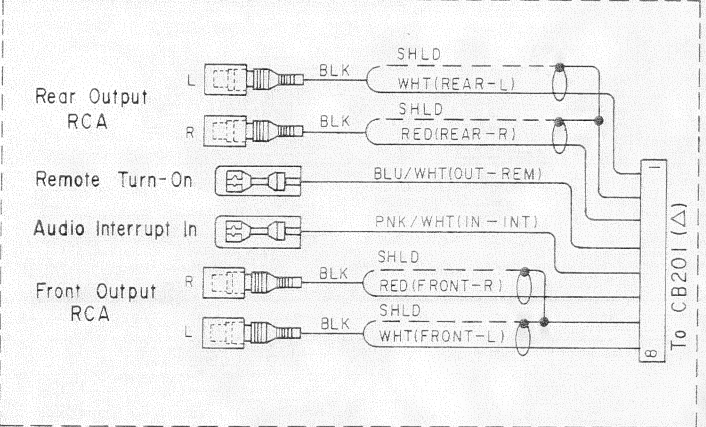 Rear Output
RCA
L
BLK
SHLD
WHT(REAR-L)
R
BLK
SHLD
RED(REAR-R)
Remote Turn-On
BLU/WHT(OUT-REM)
Audio Interrupt In
PNK/WHT(IN-INT)
Front Output
RCA
R
BLK
SHLD
RED(FRONT-R)
L
BLK
SHLD
WHT(FRONT-L)
1
8
To CB201(△)